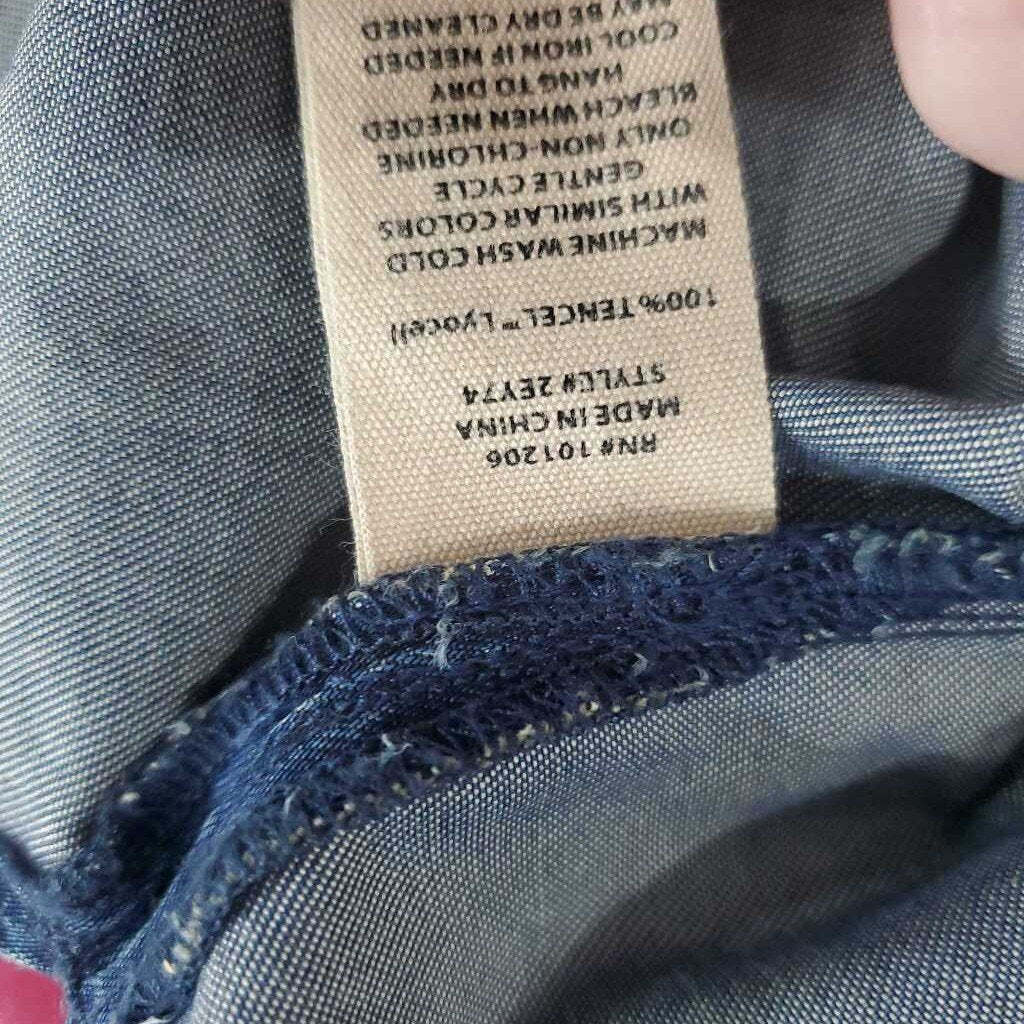 RN# 101206
MADE IN CHINA
STYLE# 2EY74
100% TENCEL™ Lyocell
MACHINE WASH COLD
WITH SIMILAR COLORS
GENTLE CYCLE
ONLY NON-CHLORINE
BLEACH WHEN NEEDED
HANG TO DRY
COOL IRON IF NEEDED
MAY BE DRY CLEANED